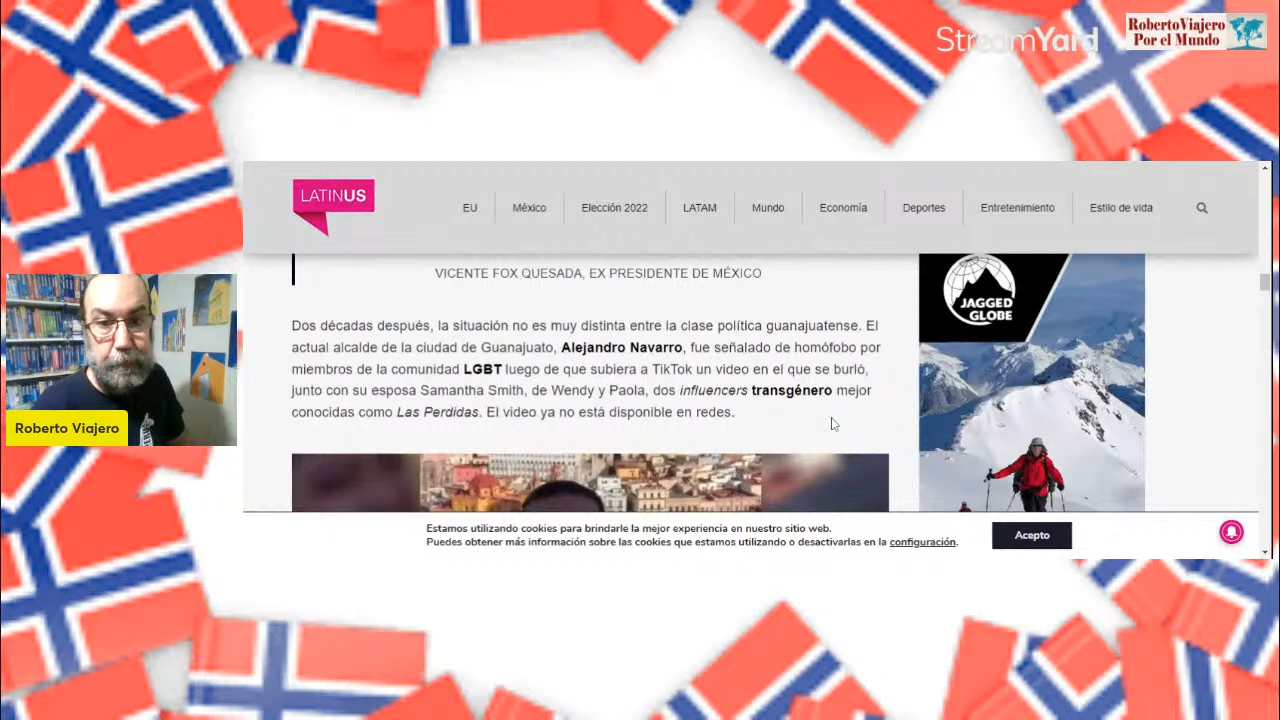 StreamYard
RobertoViajero
Por el Mundo
LATINUS
EU
México
Elección 2022
LATAM
Mundo
Economía
Deportes
Entretenimiento
Estilo de vida
VICENTE FOX QUESADA, EX PRESIDENTE DE MÉXICO
Dos décadas después, la situación no es muy distinta entre la clase política guanajuatense. El
actual alcalde de la ciudad de Guanajuato, Alejandro Navarro, fue señalado de homófobo por
miembros de la comunidad LGBT luego de que subiera a TikTok un video en el que se burló,
junto con su esposa Samantha Smith, de Wendy y Paola, dos influencers transgénero mejor
conocidas como Las Perdidas. El video ya no está disponible en redes.
JAGGED
GLOBE
Roberto Viajero
Estamos utilizando cookies para brindarle la mejor experiencia en nuestro sitio web.
Puedes obtener más información sobre las cookies que estamos utilizando o desactivarlas en la configuración.
Acepto